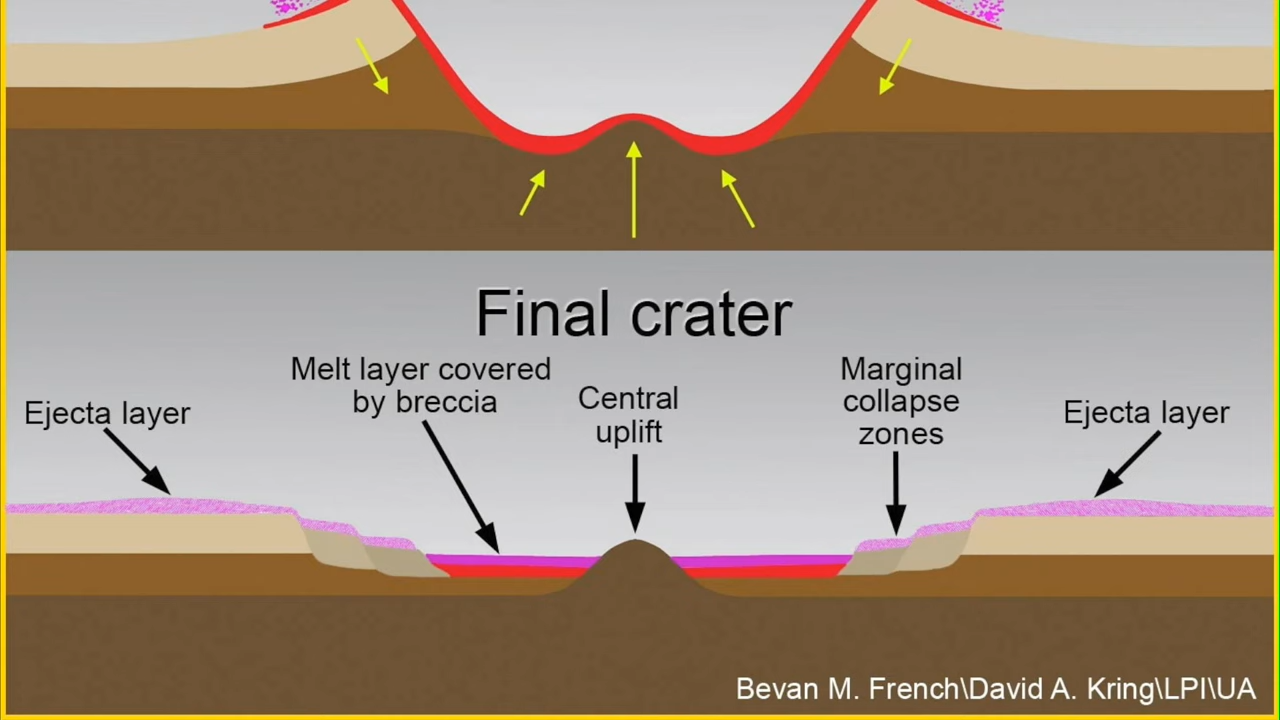 Final crater
Melt layer covered
by breccia
Central
uplift
Marginal
collapse
zones
Ejecta layer
Ejecta layer
Bevan M. French\David A. Kring\LPI\UA